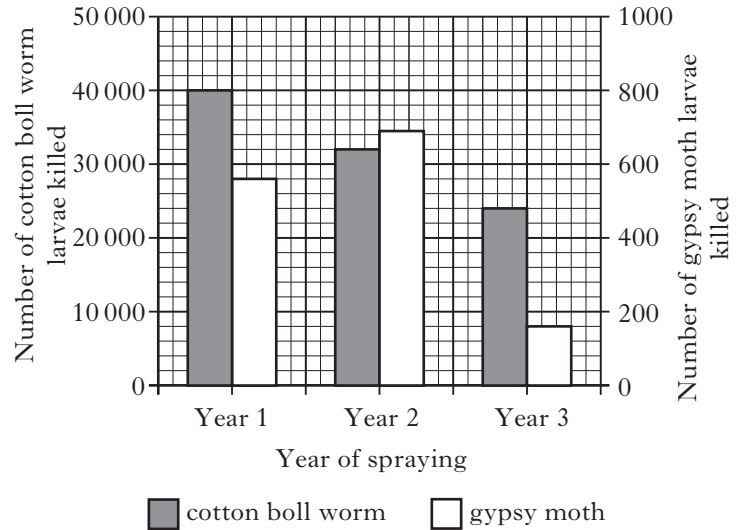 50 000
40 000
30 000
20 000
10 000
0
Number of cotton boll worm
larvae killed
1000
800
600
400
200
0
Number of gypsy moth larvae
killed
Year 1
Year 2
Year 3
Year of spraying
cotton boll worm
gypsy moth